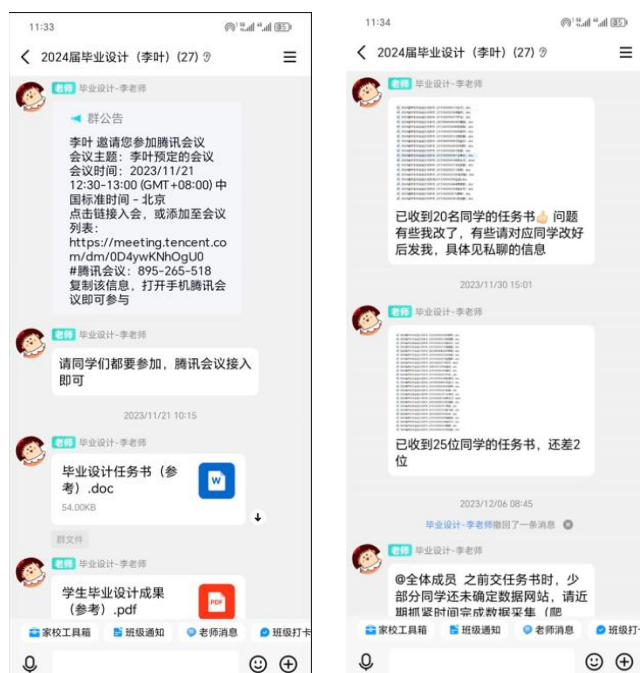 11:33
2024届毕业设计（李叶）(27)
老师 毕业设计-李老师
群公告
李叶 邀请您参加腾讯会议
会议主题：李叶预定的会议
会议时间：2023/11/21
12:30-13:00 (GMT+08:00) 中
国标准时间 - 北京
点击链接入会，或添加至会议
列表：
https://meeting.tencent.co
m/dm/0D4ywKNhOgU0
#腾讯会议：895-265-518
复制该信息，打开手机腾讯会
议即可参与
老师 毕业设计-李老师
请同学们都要参加，腾讯会议接入
即可
2023/11/21 10:15
老师 毕业设计-李老师
毕业设计任务书（参
考）.doc
54.00KB
W
群文件
老师 毕业设计-李老师
学生毕业设计成果
（参考）.pdf
PDF
家校工具箱 班级通知 老师消息 班级打卡
11:34
2024届毕业设计（李叶）(27)
老师 毕业设计-李老师
已收到20名同学的任务书👍 问题
有些我改了，有些请对应同学改好
后发我，具体见私聊的信息
2023/11/30 15:01
老师 毕业设计-李老师
已收到25位同学的任务书，还差2
位
2023/12/06 08:45
毕业设计-李老师撤回了一条消息
老师 毕业设计-李老师
@全体成员 之前交任务书时，少
部分同学还未确定数据网站，请近
期抓紧时间完成数据采集（爬
家校工具箱 班级通知 老师消息 班级打